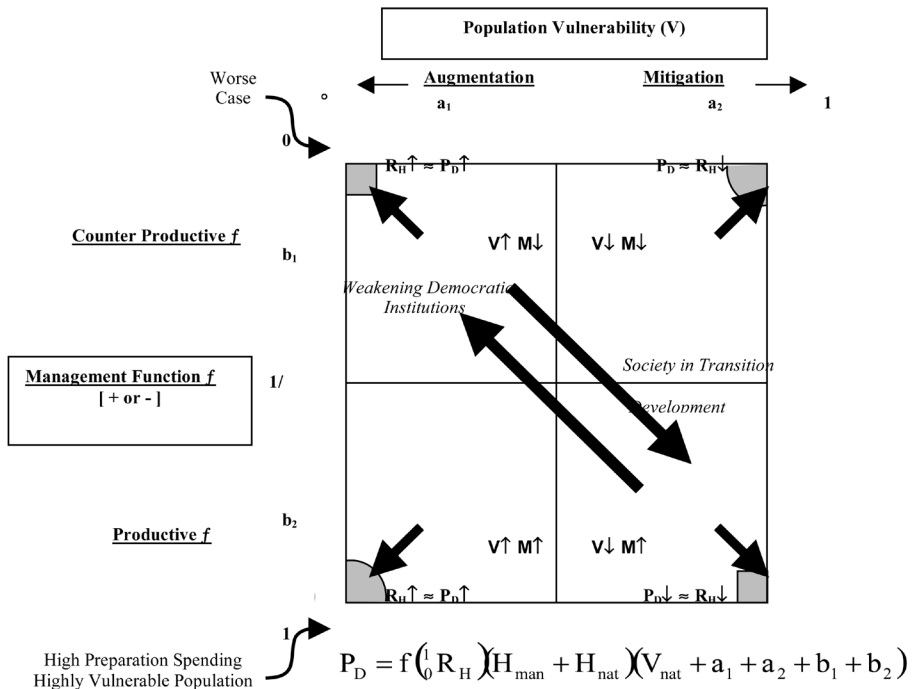 Population Vulnerability (V)
Worse
Case
Augmentation
Mitigation
°
a₁
a₂
1
0
R_H↑ ≈ P_D↑
P_D ≈ R_H↓
Counter Productive ƒ
b₁
V↑ M↓
V↓ M↓
Weakening Democratic
Institutions
Society in Transition
Management Function ƒ
[ + or - ]
1/
Development
Productive ƒ
b₂
V↑ M↑
V↓ M↑
R_H↑ ≈ P_D↑
P_D↓ ≈ R_H↓
1
High Preparation Spending
Highly Vulnerable Population
P_D = f(¹₀R_H)(H_man + H_nat)(V_nat + a₁ + a₂ + b₁ + b₂)